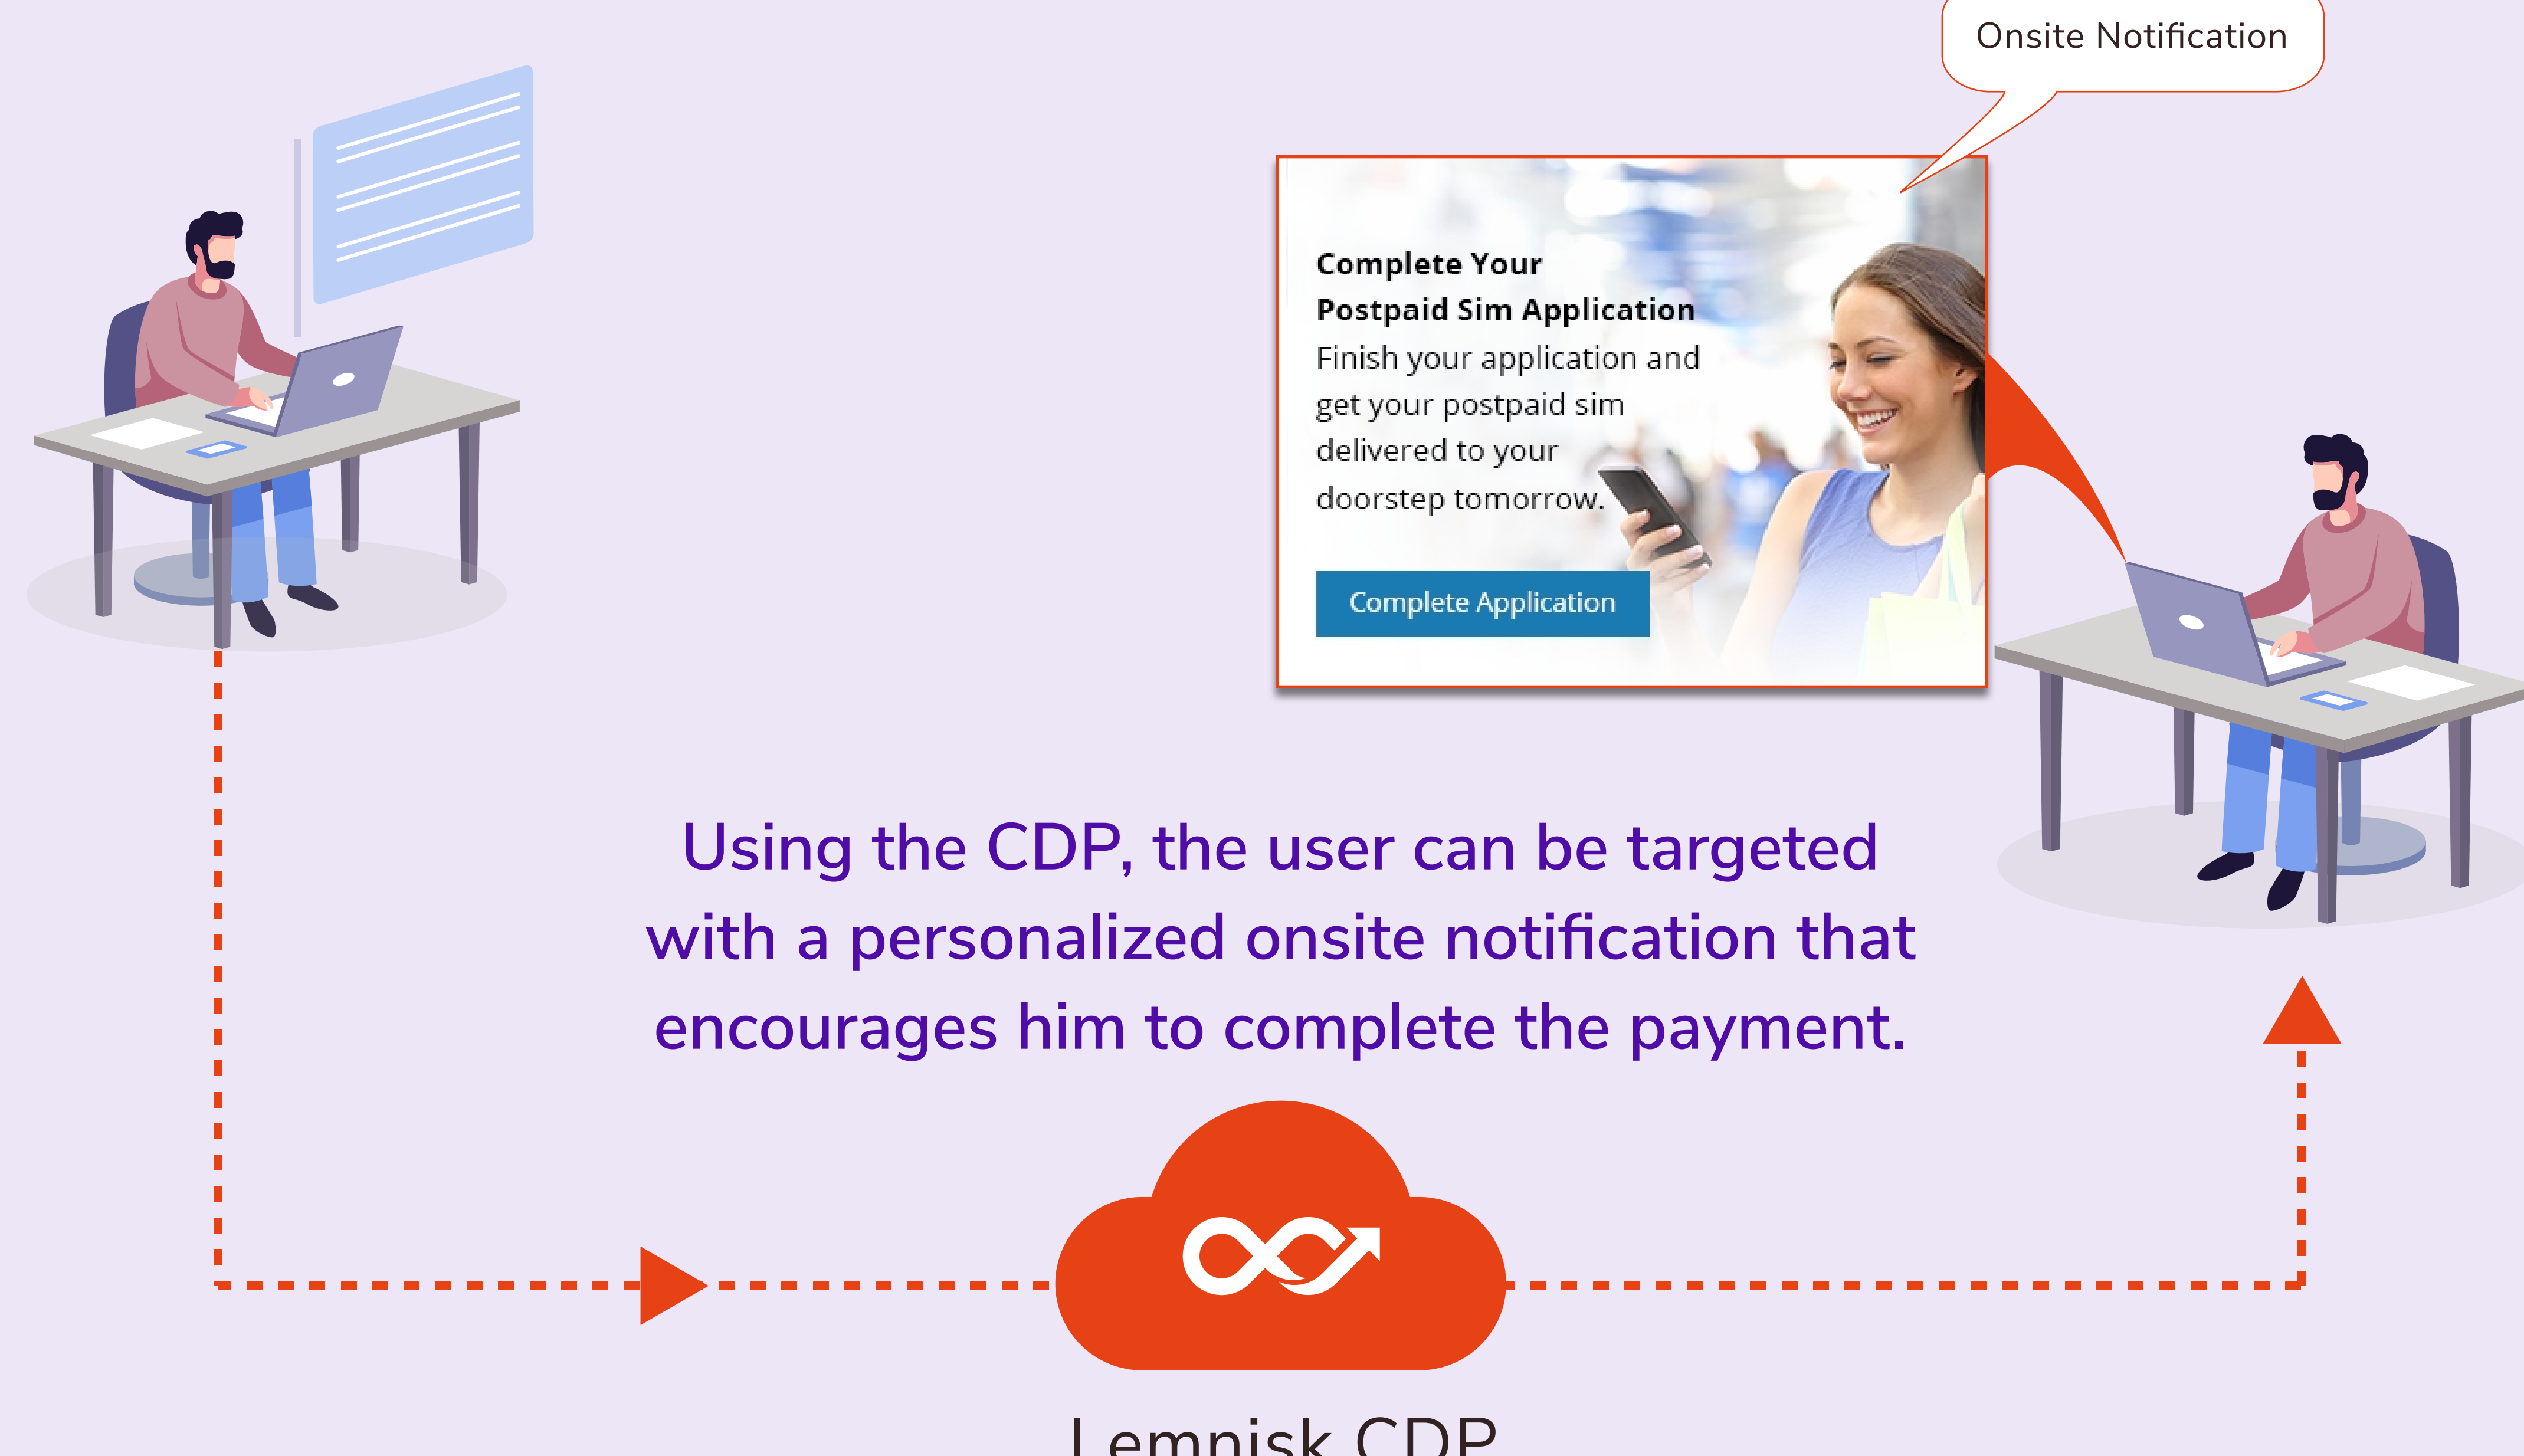 Onsite Notification
Complete Your
Postpaid Sim Application
Finish your application and
get your postpaid sim
delivered to your
doorstep tomorrow.
Complete Application
Using the CDP, the user can be targeted
with a personalized onsite notification that
encourages him to complete the payment.
Lemnisk CDP